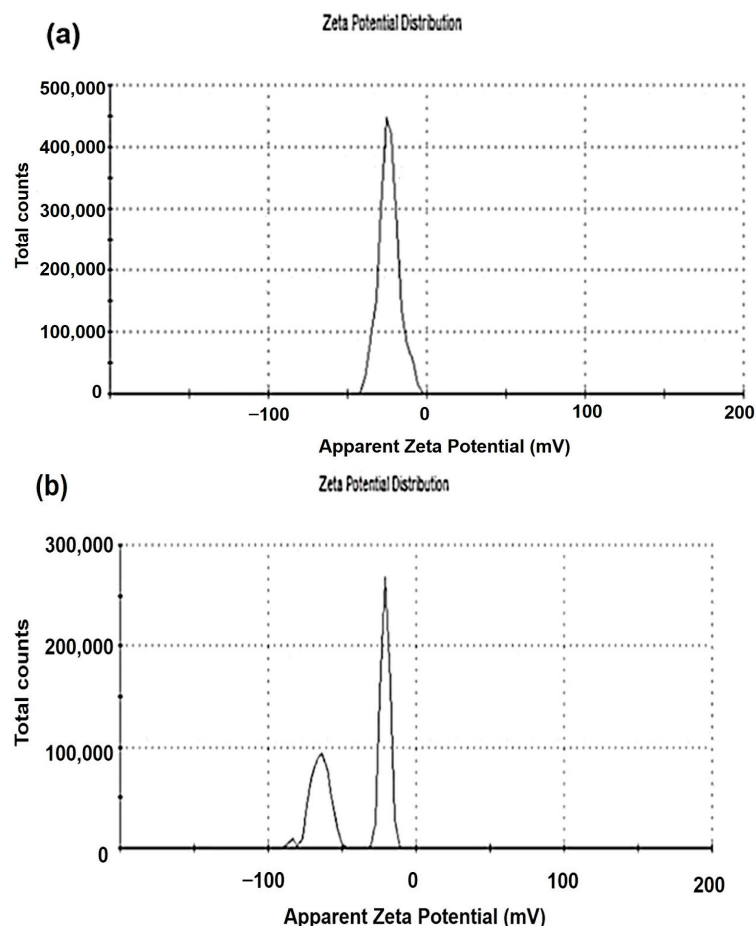 (a)
Zeta Potential Distribution
500,000
400,000
300,000
200,000
100,000
0
Total counts
−100
0
100
200
Apparent Zeta Potential (mV)
(b)
Zeta Potential Distribution
300,000
200,000
100,000
0
Total counts
−100
0
100
200
Apparent Zeta Potential (mV)